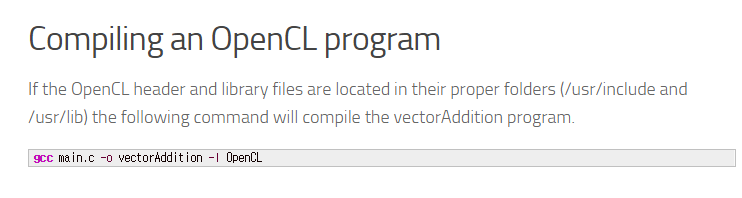 Compiling an OpenCL program
If the OpenCL header and library files are located in their proper folders (/usr/include and
/usr/lib) the following command will compile the vectorAddition program.
gcc main.c -o vectorAddition -l OpenCL